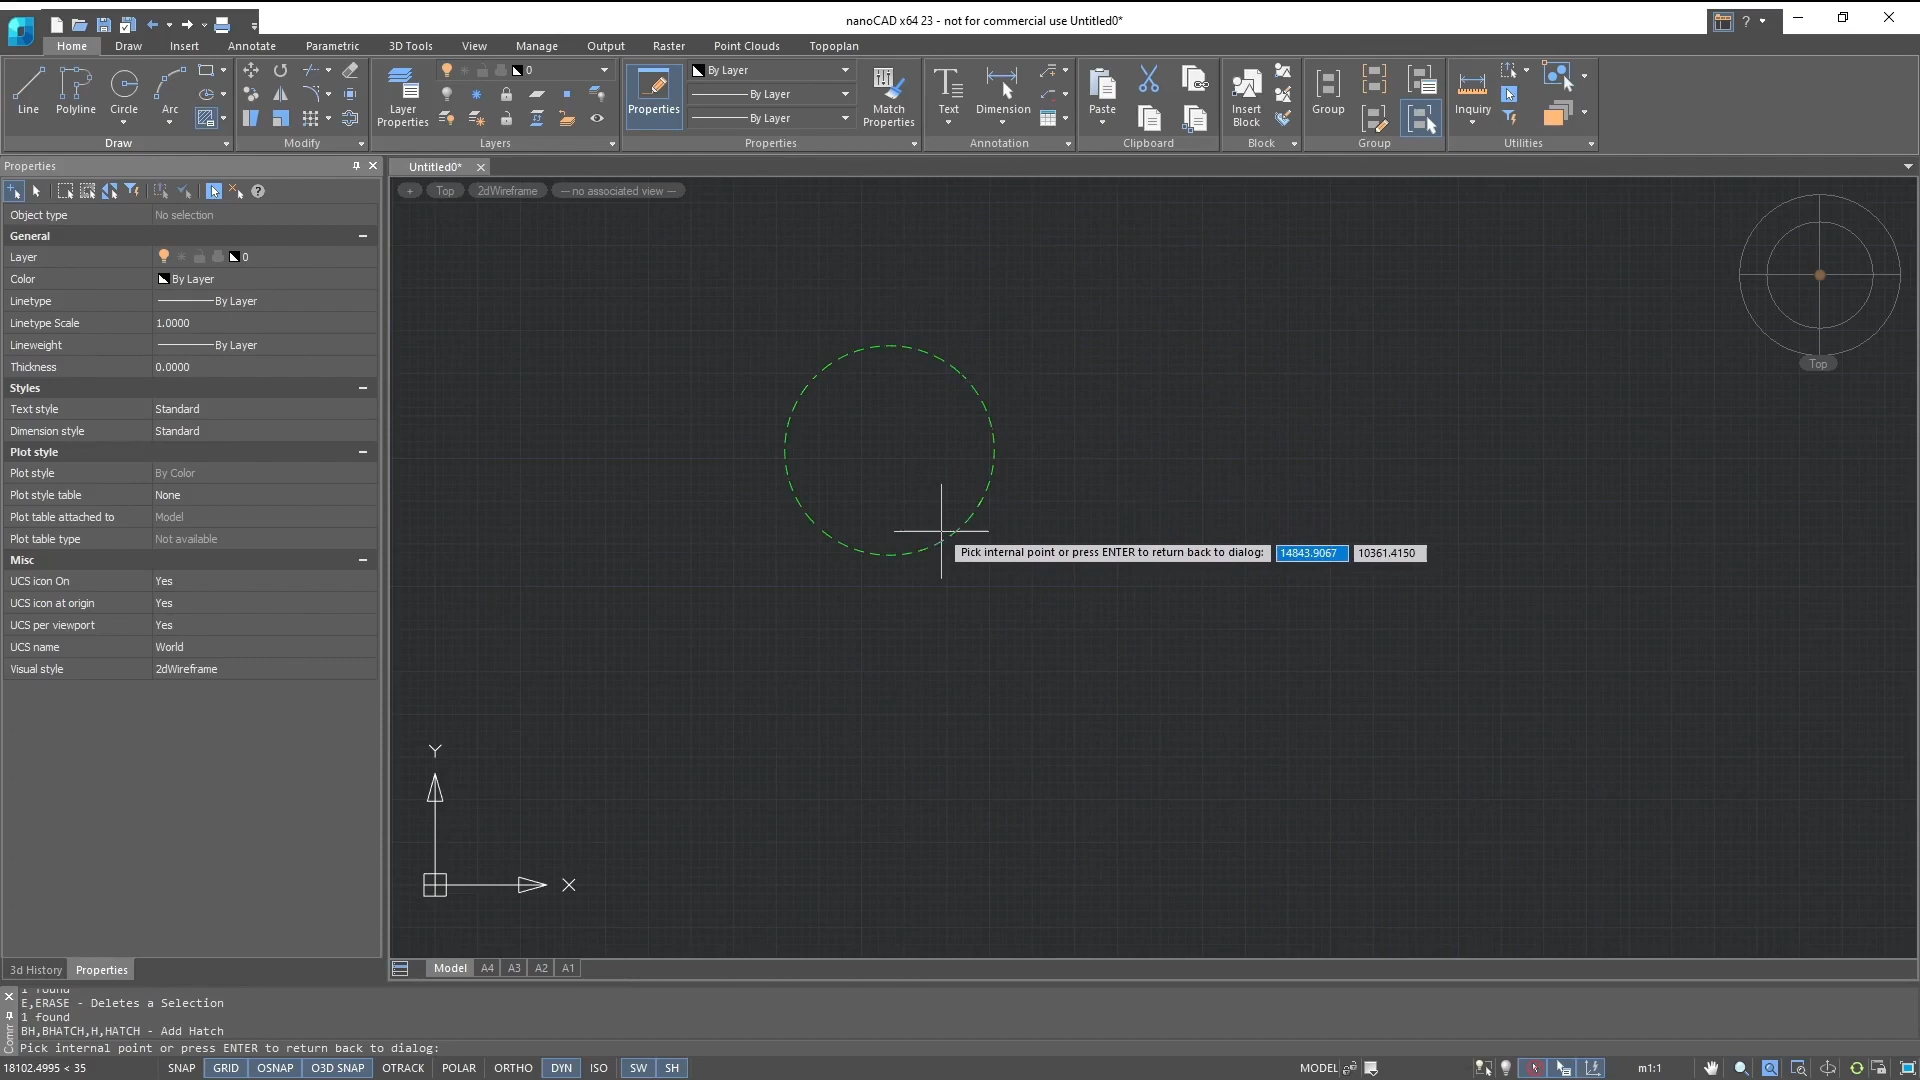 nanoCAD x64 23 - not for commercial use Untitled0*
?
Home Draw Insert Annotate Parametric 3D Tools View Manage Output Raster Point Clouds Topoplan
Line Polyline Circle Arc
Draw
Modify
Layer Properties
0
Layers
Properties
By Layer
By Layer
By Layer
Match Properties
Properties
Text Dimension
Annotation
Paste
Clipboard
Insert Block
Block
Group
Group
Inquiry
Utilities
Properties
Object type No selection
General
Layer 0
Color By Layer
Linetype By Layer
Linetype Scale 1.0000
Lineweight By Layer
Thickness 0.0000
Styles
Text style Standard
Dimension style Standard
Plot style
Plot style By Color
Plot style table None
Plot table attached to Model
Plot table type Not available
Misc
UCS icon On Yes
UCS icon at origin Yes
UCS per viewport Yes
UCS name World
Visual style 2dWireframe
3d History Properties
Untitled0*
+ Top 2dWireframe — no associated view —
Top
Pick internal point or press ENTER to return back to dialog: 14843.9067 10361.4150
Y
X
Model A4 A3 A2 A1
Comm
1 found
E,ERASE - Deletes a Selection
1 found
BH,BHATCH,H,HATCH - Add Hatch
Pick internal point or press ENTER to return back to dialog:
18102.4995 < 35 SNAP GRID OSNAP O3D SNAP OTRACK POLAR ORTHO DYN ISO SW SH MODEL m1:1